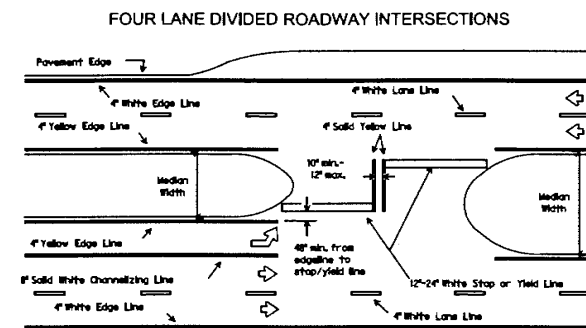 FOUR LANE DIVIDED ROADWAY INTERSECTIONS
Pavement Edge
4" White Edge Line
4" White Lane Line
4" Yellow Edge Line
4" Solid Yellow Line
10" min.-
12" max.
Median
Width
Median
Width
4" Yellow Edge Line
48" min. from
edgeline to
stop/yield line
8" Solid White Channelizing Line
12"-24" White Stop or Yield Line
4" White Edge Line
4" White Lane Line